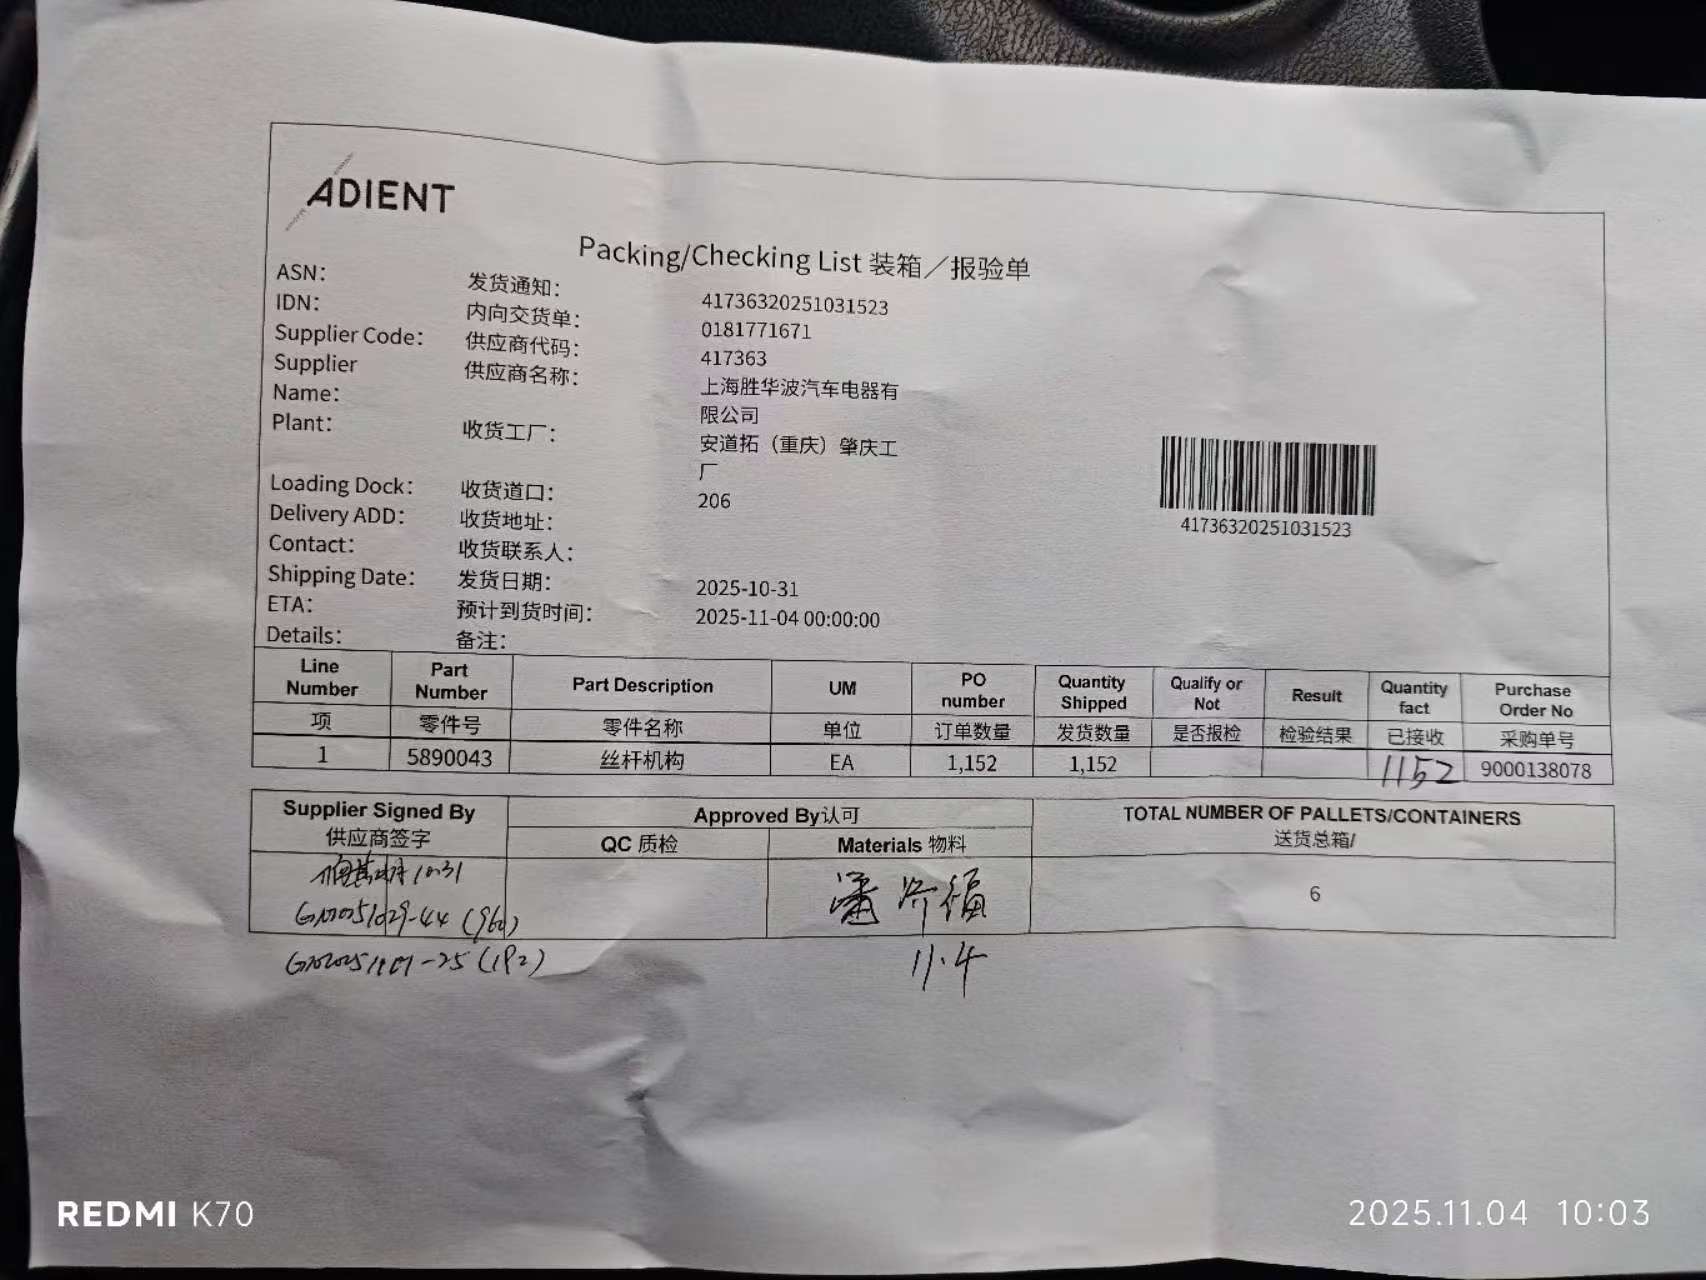 ADIENT
Packing/Checking List 装箱／报验单
ASN: 发货通知: 41736320251031523
IDN: 内向交货单: 0181771671
Supplier Code: 供应商代码: 417363
Supplier Name: 供应商名称: 上海胜华波汽车电器有
限公司
Plant: 收货工厂: 安道拓（重庆）肇庆工
厂
Loading Dock: 收货道口: 206
Delivery ADD: 收货地址:
Contact: 收货联系人:
Shipping Date: 发货日期: 2025-10-31
ETA: 预计到货时间: 2025-11-04 00:00:00
Details: 备注:
41736320251031523
Line Number Part Number Part Description UM PO number Quantity Shipped Qualify or Not Result Quantity fact Purchase Order No
项 零件号 零件名称 单位 订单数量 发货数量 是否报检 检验结果 已接收 采购单号
1 5890043 丝杆机构 EA 1,152 1,152 1152 9000138078
Supplier Signed By Approved By认可 TOTAL NUMBER OF PALLETS/CONTAINERS
供应商签字 QC 质检 Materials 物料 送货总箱/
10.31
潘 济福 6
11.4
REDMI K70
2025.11.04 10:03